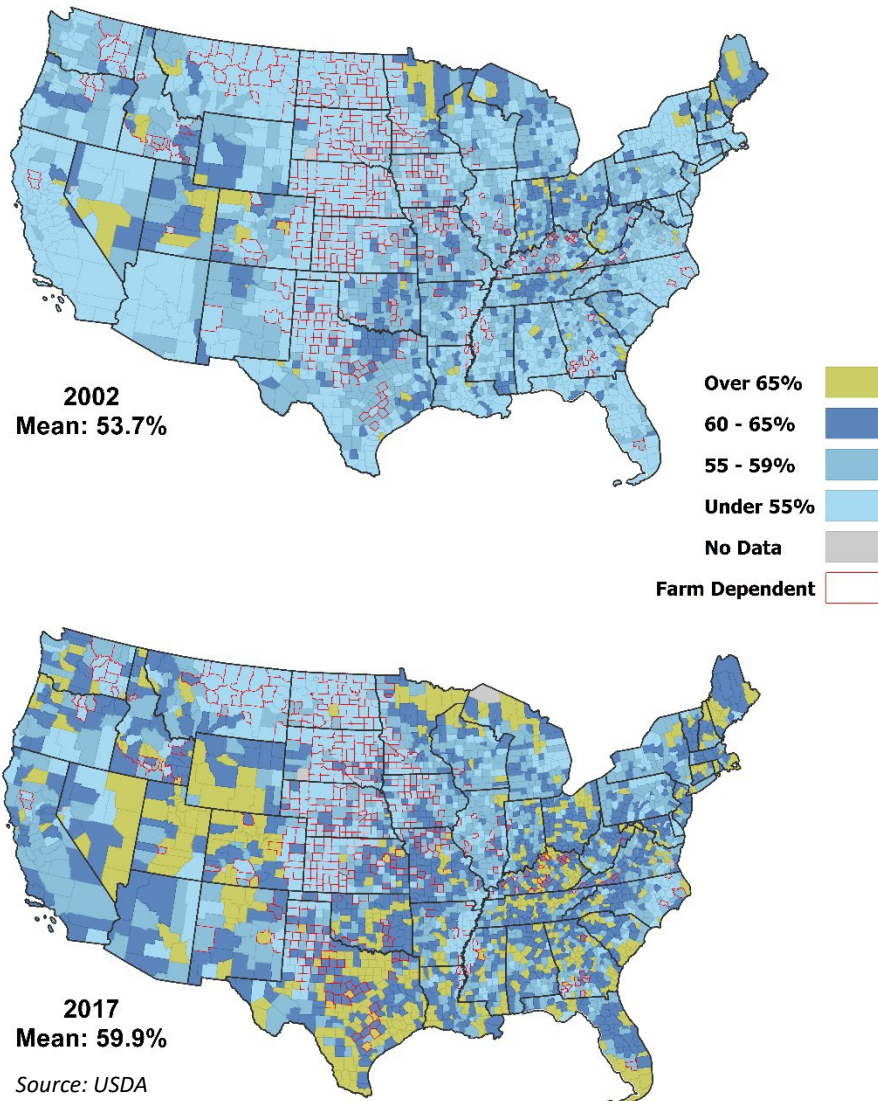 2002
Mean: 53.7%
Over 65%
60 - 65%
55 - 59%
Under 55%
No Data
Farm Dependent
2017
Mean: 59.9%
Source: USDA